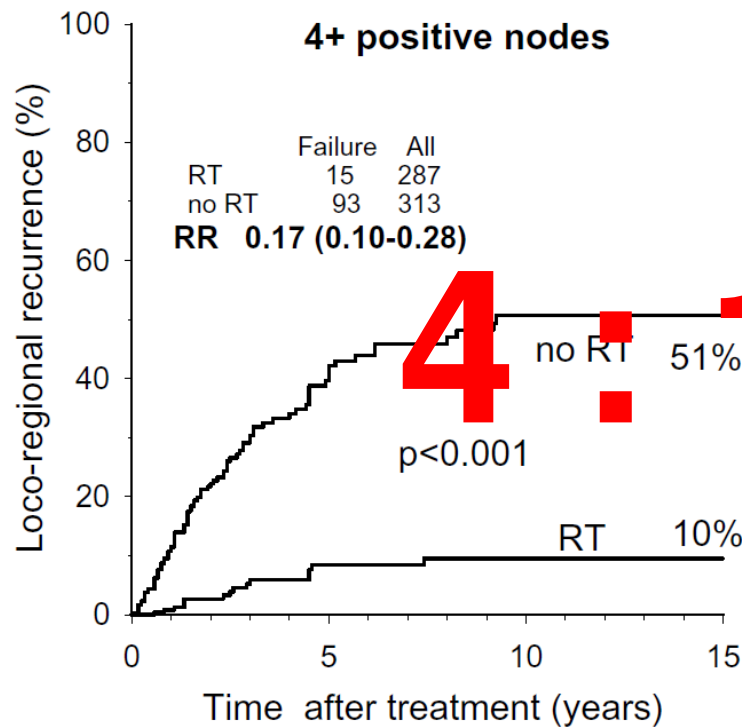 4+ positive nodes
Loco-regional recurrence (%)
100
80
60
40
20
0
Failure All
RT 15 287
no RT 93 313
RR 0.17 (0.10-0.28)
4:
no RT 51%
p<0.001
RT 10%
0 5 10 15
Time after treatment (years)